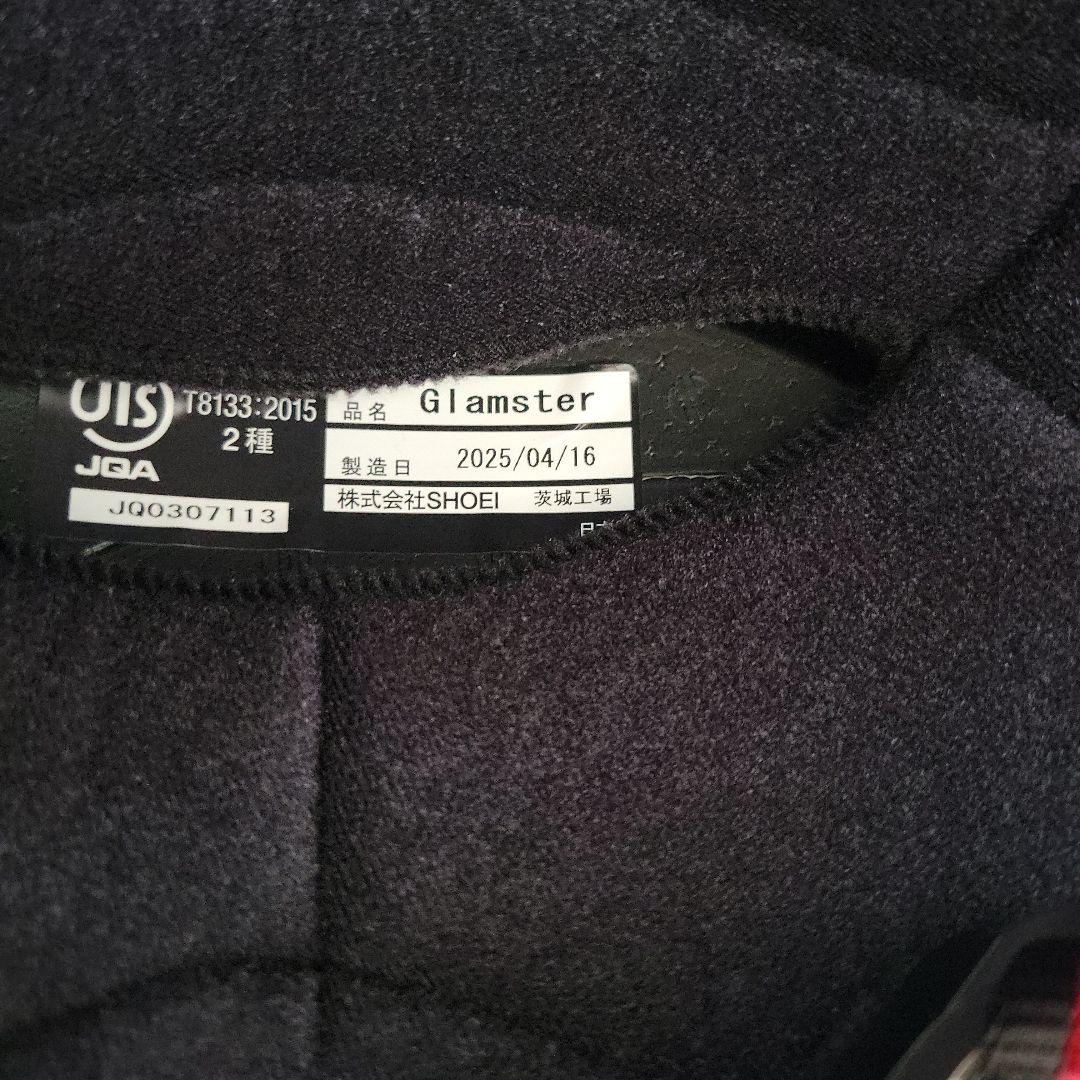 JIS T8133:2015
2種
JQA
JQ0307113
品名 Glamster
製造日 2025/04/16
株式会社SHOEI 茨城工場